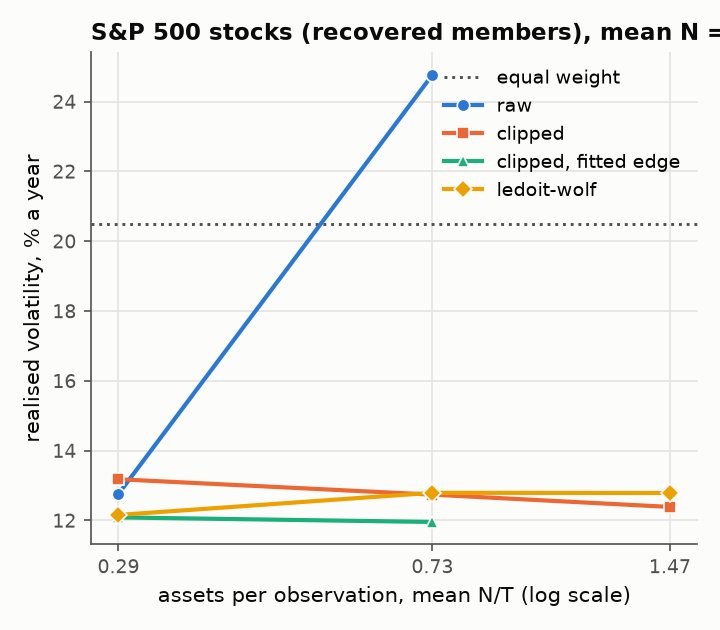 S&P 500 stocks (recovered members), mean N =
equal weight
raw
clipped
clipped, fitted edge
ledoit-wolf
24
22
20
18
16
14
12
realised volatility, % a year
0.29
0.73
1.47
assets per observation, mean N/T (log scale)